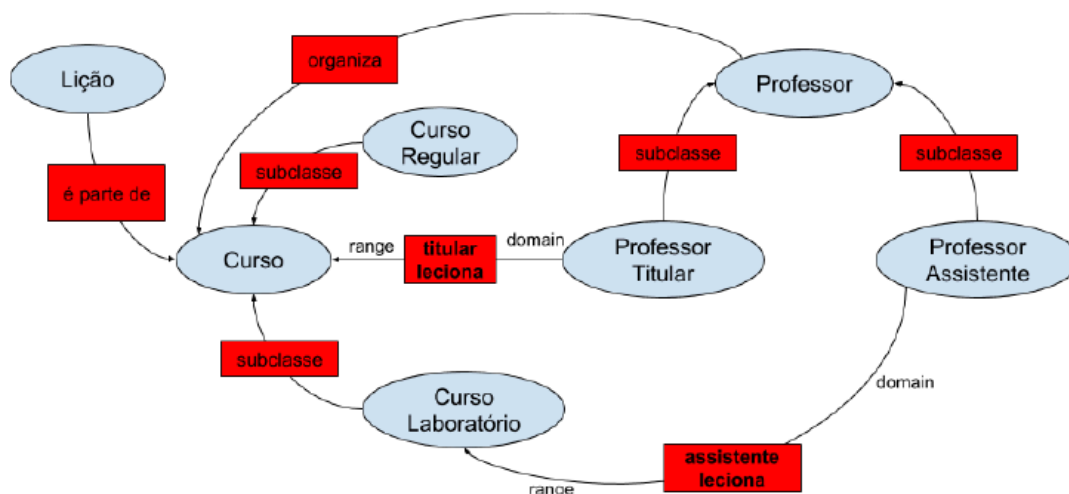 organiza
Lição
Professor
Curso
Regular
subclasse
subclasse
subclasse
é parte de
Curso
range
titular
leciona
domain
Professor
Titular
Professor
Assistente
subclasse
Curso
Laboratório
domain
assistente
leciona
range